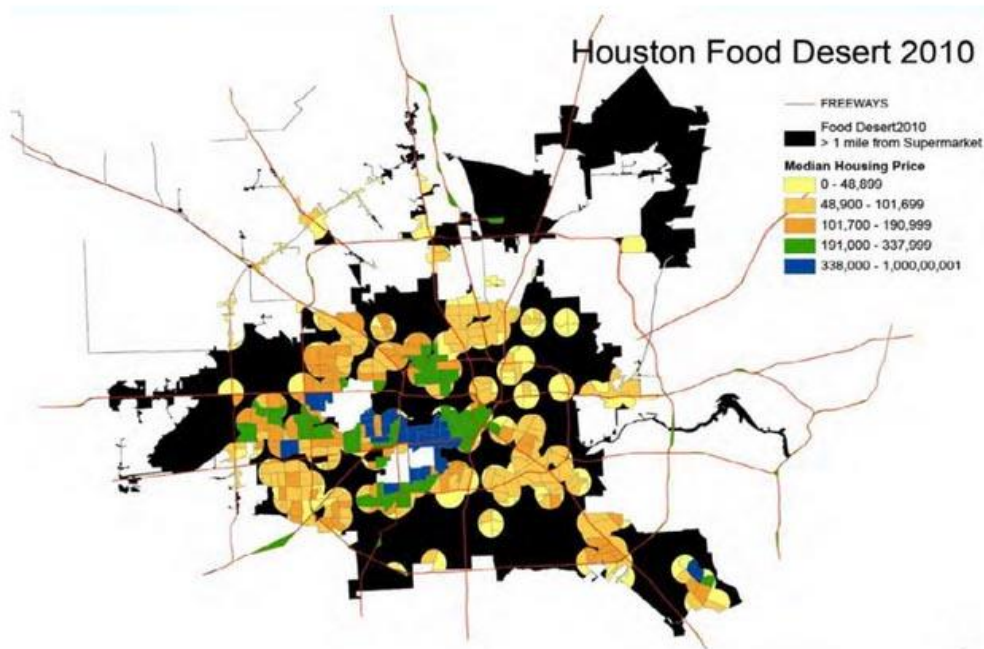 Houston Food Desert 2010
FREEWAYS
Food Desert2010
> 1 mile from Supermarket
Median Housing Price
0 - 48,899
48,900 - 101,699
101,700 - 190,999
191,000 - 337,999
338,000 - 1,000,00,001